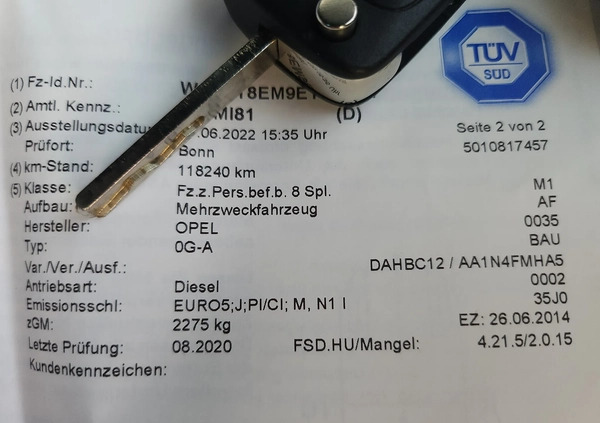 TÜV
SÜD
(1) Fz-Id.Nr.: 8EM9E
(2) Amtl. Kennz.: MI81 (D)
(3) Ausstellungsdatu .06.2022 15:35 Uhr Seite 2 von 2
Prüfort: Bonn 5010817457
(4) km-Stand: 118240 km
(5) Klasse: Fz.z.Pers.bef.b. 8 Spl. M1
Aufbau: Mehrzweckfahrzeug AF
Hersteller: OPEL 0035
Typ: 0G-A BAU
Var./Ver./Ausf.: DAHBC12 / AA1N4FMHA5
Antriebsart: Diesel 0002
Emissionsschl: EURO5;J;PI/CI; M, N1 I 35J0
zGM: 2275 kg EZ: 26.06.2014
Letzte Prüfung: 08.2020 FSD.HU/Mangel: 4.21.5/2.0.15
Kundenkennzeichen: